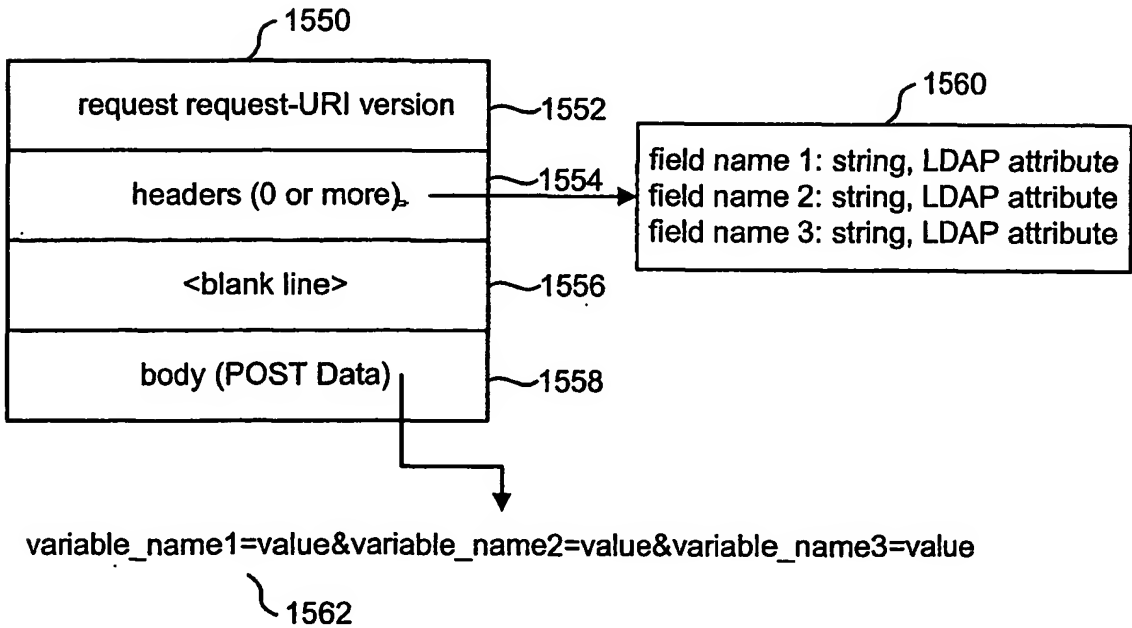 1550
request request-URI version
1552
1560
headers (0 or more)
1554
field name 1: string, LDAP attribute
field name 2: string, LDAP attribute
field name 3: string, LDAP attribute
<blank line>
1556
body (POST Data)
1558
variable_name1=value&variable_name2=value&variable_name3=value
1562